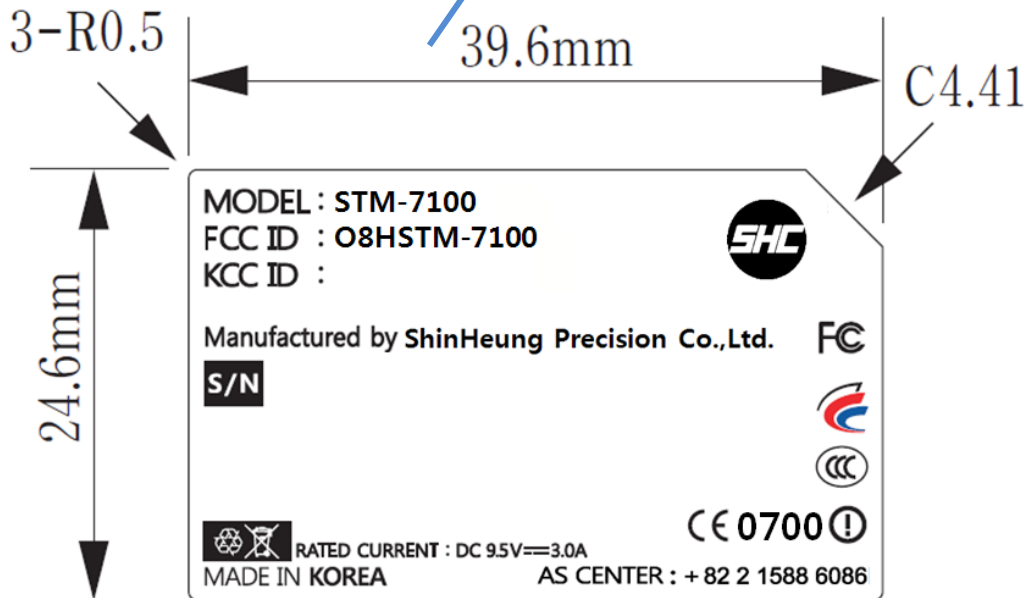 3-R0.5
39.6mm
C4.41
24.6mm
MODEL : STM-7100
FCC ID : O8HSTM-7100
KCC ID :
SHC
Manufactured by ShinHeung Precision Co.,Ltd.
FC
S/N
CCC
CE 0700
RATED CURRENT : DC 9.5V⎓3.0A
MADE IN KOREA
AS CENTER : + 82 2 1588 6086